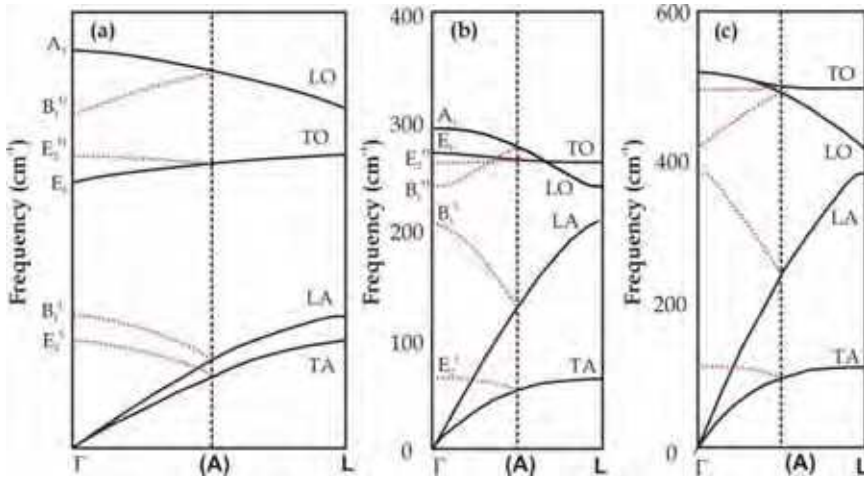 (a)
Frequency (cm⁻¹)
A₁
LO
B₁ᴴ
TO
E₂ᴴ
LA
B₁ᴸ
E₂ᴸ
TA
Γ
(A)
L
(b)
Frequency (cm⁻¹)
400
300
200
100
0
A₁
E₁
TO
E₂ᴴ
LO
B₁ᴴ
B₁ᴸ
LA
E₂ᴸ
TA
Γ
(A)
L
(c)
Frequency (cm⁻¹)
600
400
200
0
TO
LO
LA
TA
Γ
(A)
L